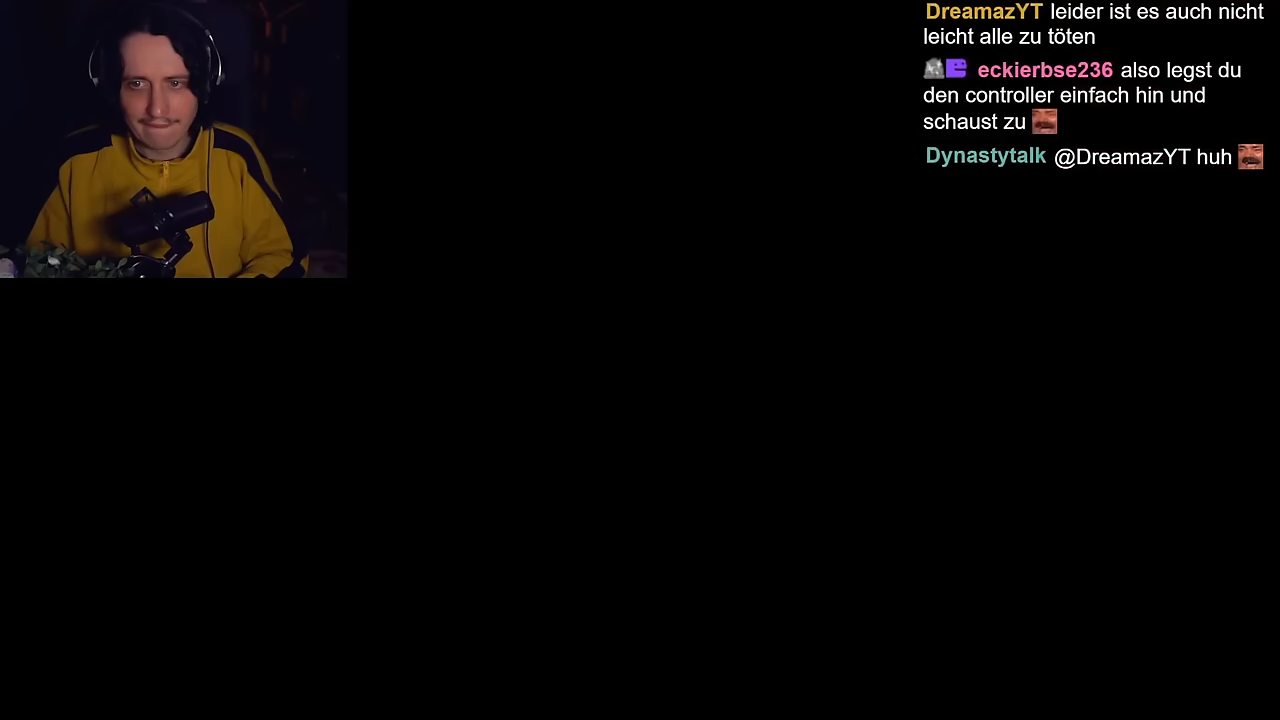 DreamazYT leider ist es auch nicht
leicht alle zu töten
eckierbse236 also legst du
den controller einfach hin und
schaust zu
Dynastytalk @DreamazYT huh